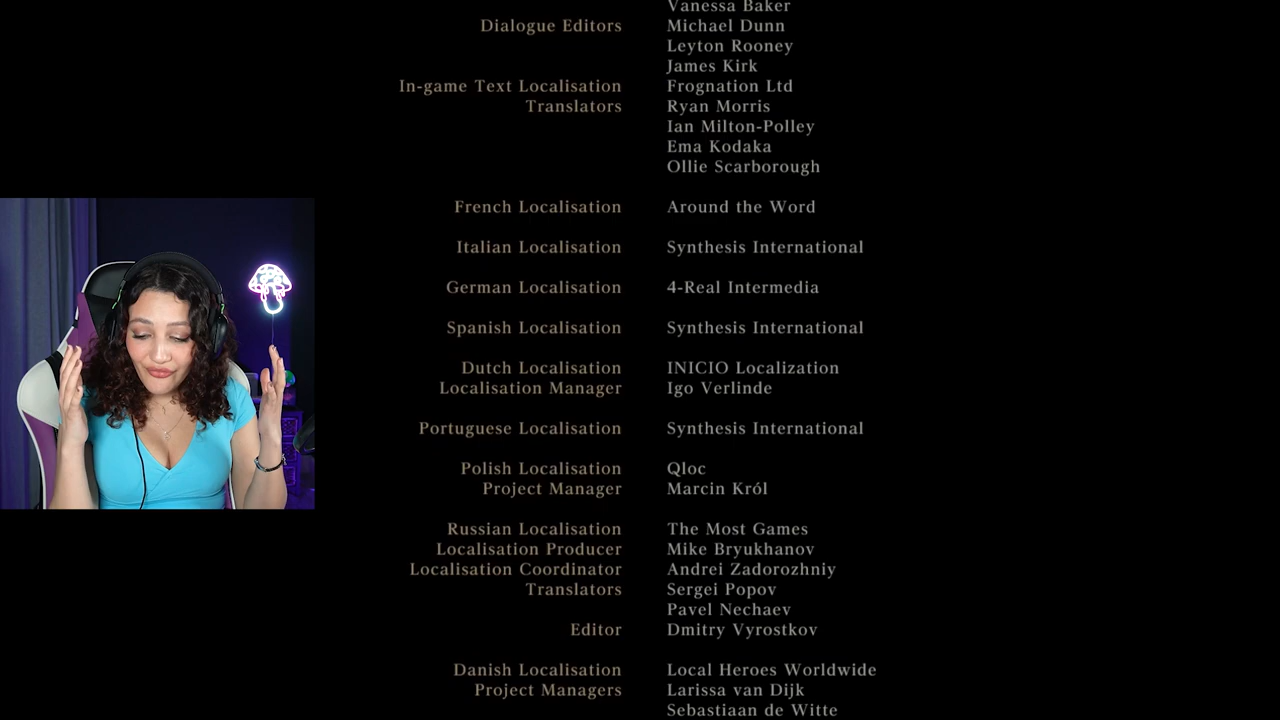 Vanessa Baker
Dialogue Editors Michael Dunn
Leyton Rooney
James Kirk
In-game Text Localisation Frognation Ltd
Translators Ryan Morris
Ian Milton-Polley
Ema Kodaka
Ollie Scarborough
French Localisation Around the Word
Italian Localisation Synthesis International
German Localisation 4-Real Intermedia
Spanish Localisation Synthesis International
Dutch Localisation INICIO Localization
Localisation Manager Igo Verlinde
Portuguese Localisation Synthesis International
Polish Localisation Qloc
Project Manager Marcin Król
Russian Localisation The Most Games
Localisation Producer Mike Bryukhanov
Localisation Coordinator Andrei Zadorozhniy
Translators Sergei Popov
Pavel Nechaev
Editor Dmitry Vyrostkov
Danish Localisation Local Heroes Worldwide
Project Managers Larissa van Dijk
Sebastiaan de Witte